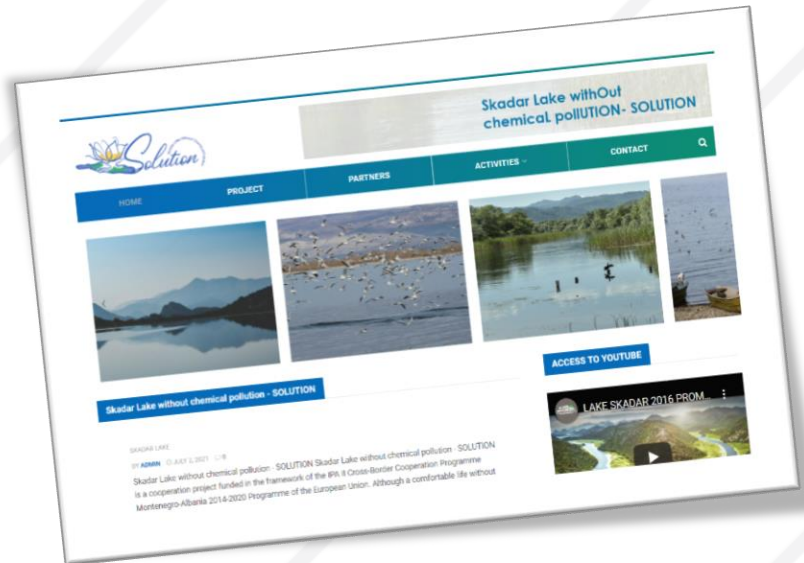 Skadar Lake withOut
chemicaL pollUTION- SOLUTION
Solution
HOME
PROJECT
PARTNERS
ACTIVITIES
CONTACT
Skadar Lake without chemical pollution - SOLUTION
ACCESS TO YOUTUBE
LAKE SKADAR 2016 PROM...
SKADAR LAKE
BY ADMIN JULY 2, 2021 0
Skadar Lake without chemical pollution - SOLUTION Skadar Lake without chemical pollution - SOLUTION
is a cooperation project funded in the framework of the IPA II Cross-Border Cooperation Programme
Montenegro-Albania 2014-2020 Programme of the European Union. Although a comfortable life without